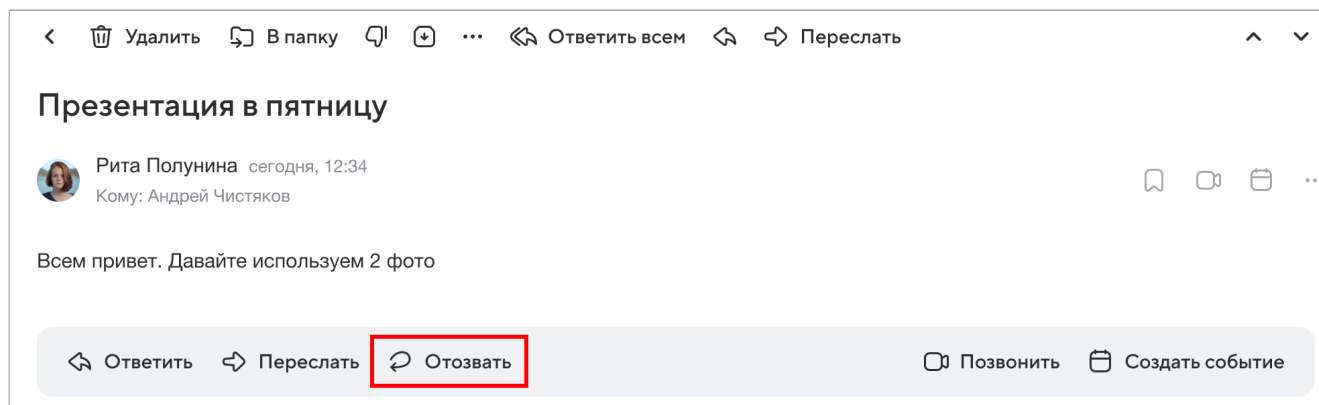 Удалить В папку ... Ответить всем Переслать
Презентация в пятницу
Рита Полунина сегодня, 12:34
Кому: Андрей Чистяков
Всем привет. Давайте используем 2 фото
Ответить Переслать Отозвать Позвонить Создать событие